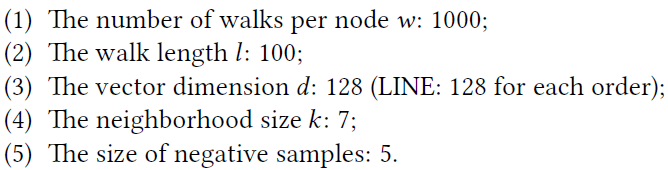 (1) The number of walks per node w: 1000;
(2) The walk length l: 100;
(3) The vector dimension d: 128 (LINE: 128 for each order);
(4) The neighborhood size k: 7;
(5) The size of negative samples: 5.